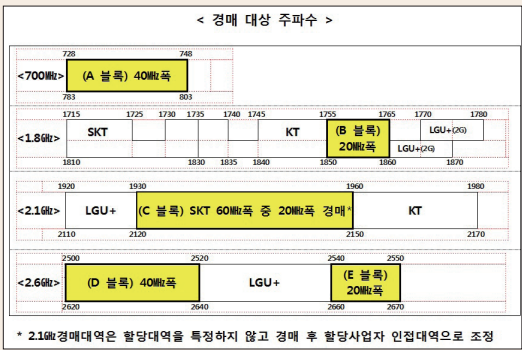 < 경매 대상 주파수 >
728 748
<700㎒> (A 블록) 40㎒폭
783 803
1715 1725 1730 1735 1740 1745 1755 1765 1770 1780
<1.8㎓> SKT KT (B 블록) 20㎒폭 LGU+(2G)
LGU+(2G)
1810 1830 1835 1840 1850 1860 1870
1920 1930 1960 1980
<2.1㎓> LGU+ (C 블록) SKT 60㎒폭 중 20㎒폭 경매* KT
2110 2120 2150 2170
2500 2520 2540 2550
<2.6㎓> (D 블록) 40㎒폭 LGU+ (E 블록) 20㎒폭
2620 2640 2660 2670
* 2.1㎓경매대역은 할당대역을 특정하지 않고 경매 후 할당사업자 인접대역으로 조정